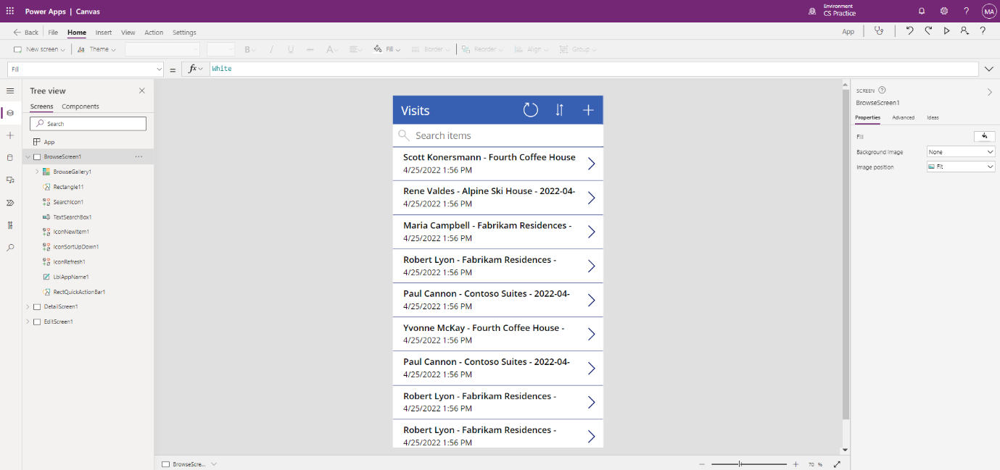 Power Apps | Canvas
Environment
CS Practice
MA
Back File Home Insert View Action Settings
App
New screen Theme B / U Fill Border Reorder Align Group
Fill = fx White
Tree view
Screens Components
Search
App
BrowseScreen1 ...
BrowseGallery1
Rectangle11
SearchIcon1
TextSearchBox1
IconNewItem1
IconSortUpDown1
IconRefresh1
LblAppName1
RectQuickActionBar1
DetailScreen1
EditScreen1
Visits
Search items
Scott Konersmann - Fourth Coffee House
4/25/2022 1:56 PM
Rene Valdes - Alpine Ski House - 2022-04-
4/25/2022 1:56 PM
Maria Campbell - Fabrikam Residences -
4/25/2022 1:56 PM
Robert Lyon - Fabrikam Residences -
4/25/2022 1:56 PM
Paul Cannon - Contoso Suites - 2022-04-
4/25/2022 1:56 PM
Yvonne McKay - Fourth Coffee House -
4/25/2022 1:56 PM
Paul Cannon - Contoso Suites - 2022-04-
4/25/2022 1:56 PM
Robert Lyon - Fabrikam Residences -
4/25/2022 1:56 PM
Robert Lyon - Fabrikam Residences -
4/25/2022 1:56 PM
SCREEN
BrowseScreen1
Properties Advanced Ideas
Fill
Background image None
Image position Fit
BrowseScre...
70 %